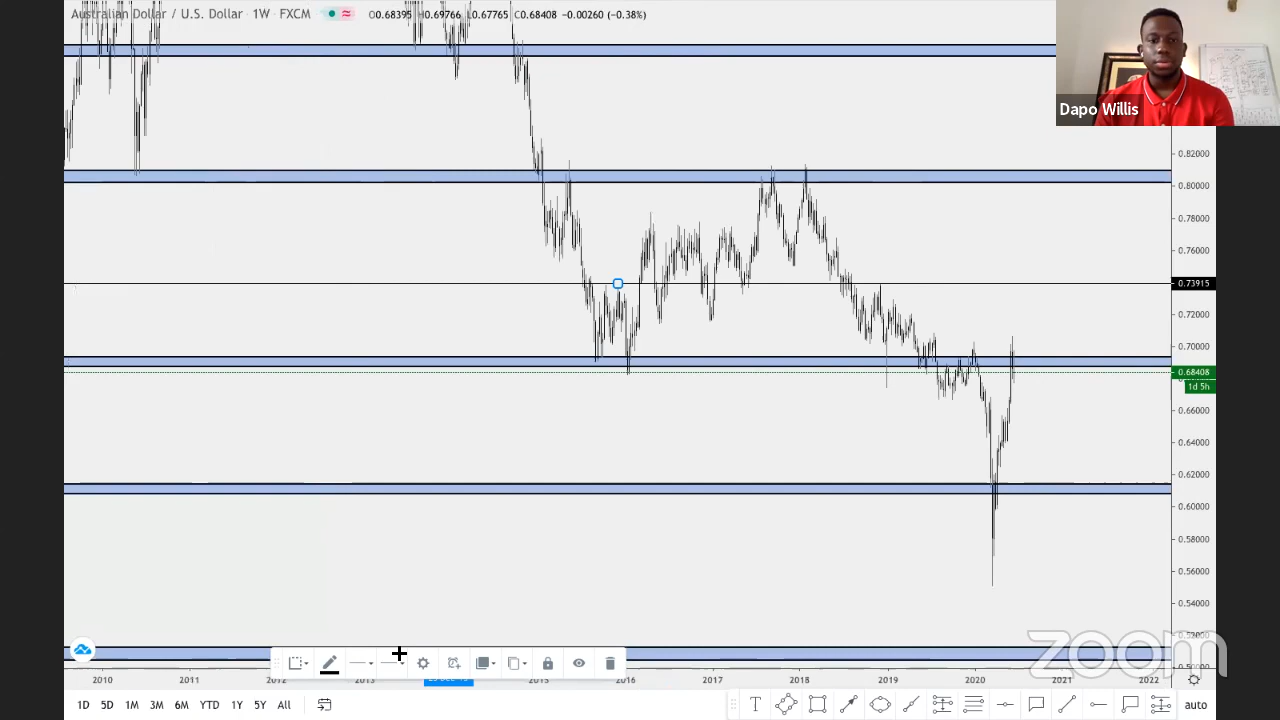 Australian Dollar / U.S. Dollar · 1W · FXCM O0.68395 H0.69766 L0.67765 C0.68408 -0.00260 (-0.38%)
Dapo Willis
0.82000
0.80000
0.78000
0.76000
0.73915
0.72000
0.70000
0.68408
1d 5h
0.66000
0.64000
0.62000
0.60000
0.58000
0.56000
0.54000
zoom
2010 2011 2012 2013 2015 2016 2017 2018 2019 2020 2021 2022
1D 5D 1M 3M 6M YTD 1Y 5Y All T auto